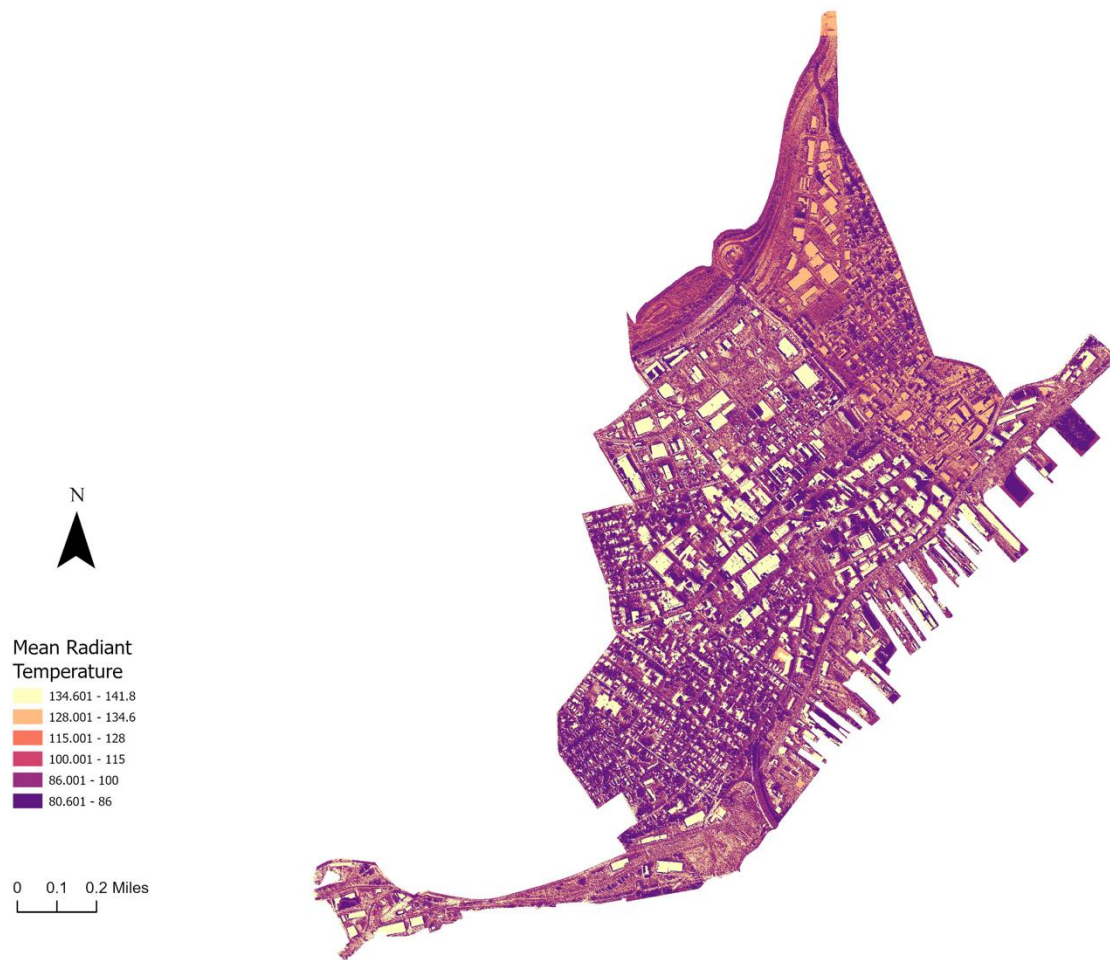 N
Mean Radiant
Temperature
134.601 - 141.8
128.001 - 134.6
115.001 - 128
100.001 - 115
86.001 - 100
80.601 - 86
0 0.1 0.2 Miles